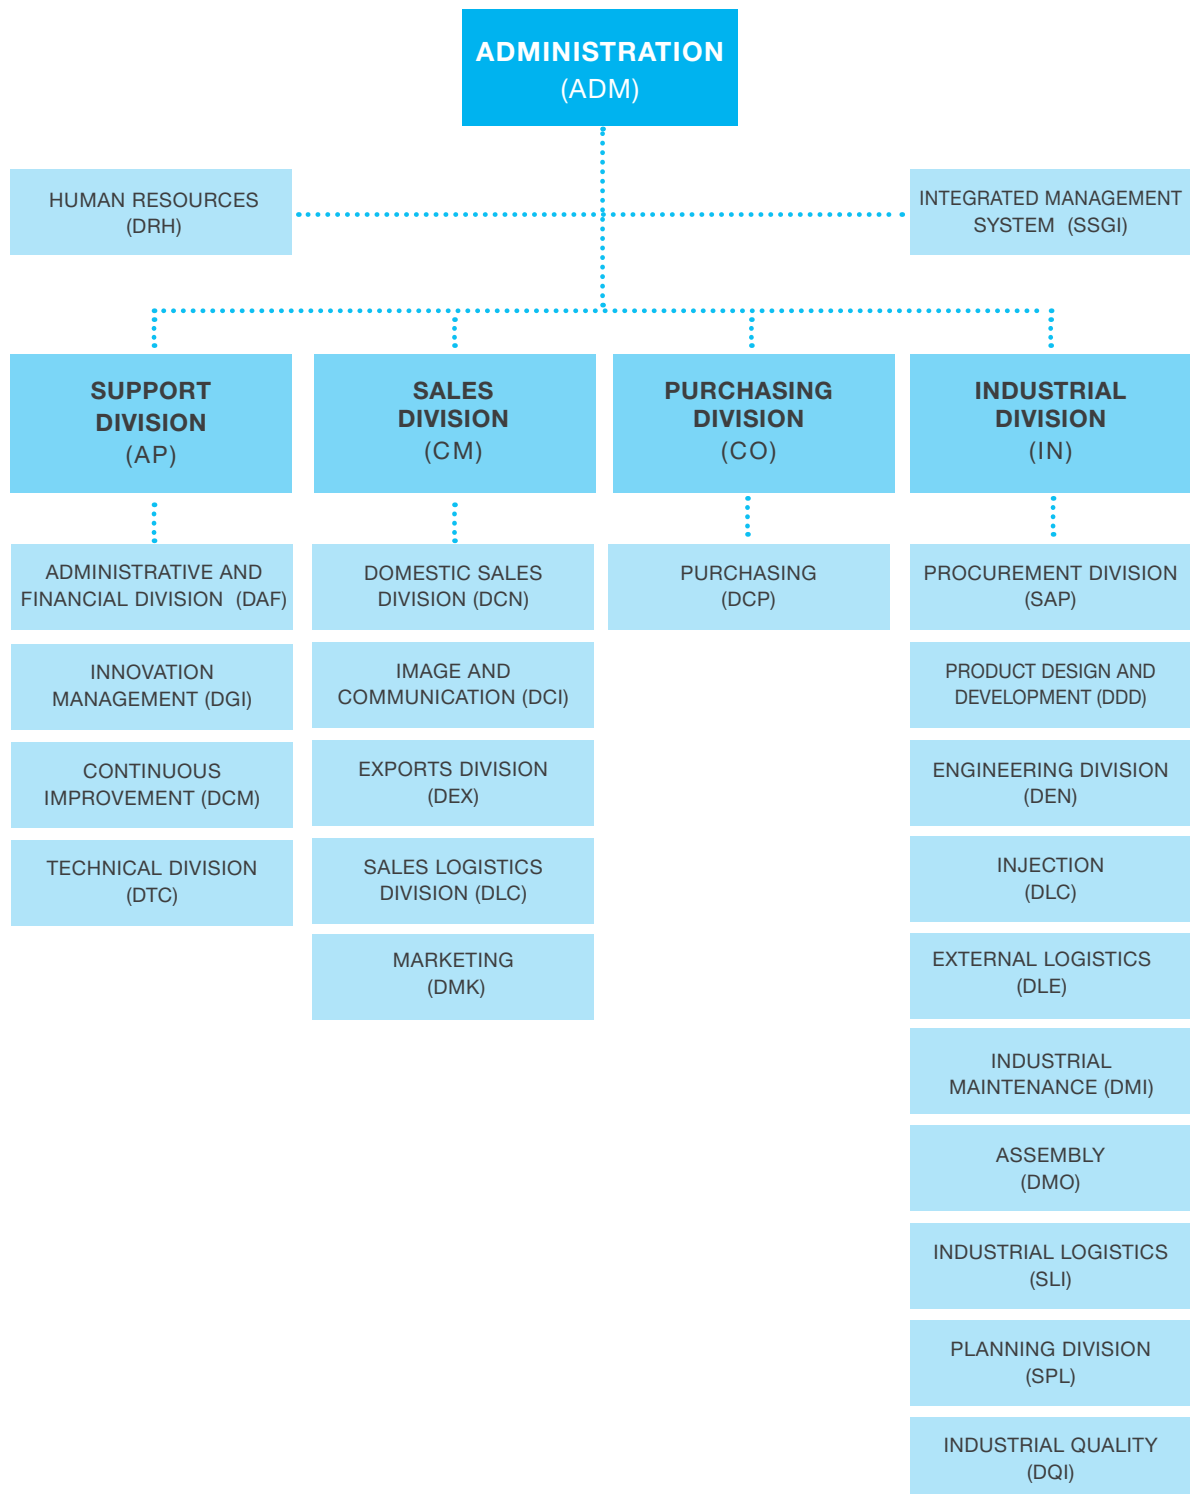 ADMINISTRATION
(ADM)
HUMAN RESOURCES
(DRH)
INTEGRATED MANAGEMENT
SYSTEM (SSGI)
SUPPORT
DIVISION
(AP)
SALES
DIVISION
(CM)
PURCHASING
DIVISION
(CO)
INDUSTRIAL
DIVISION
(IN)
ADMINISTRATIVE AND
FINANCIAL DIVISION (DAF)
INNOVATION
MANAGEMENT (DGI)
CONTINUOUS
IMPROVEMENT (DCM)
TECHNICAL DIVISION
(DTC)
DOMESTIC SALES
DIVISION (DCN)
IMAGE AND
COMMUNICATION (DCI)
EXPORTS DIVISION
(DEX)
SALES LOGISTICS
DIVISION (DLC)
MARKETING
(DMK)
PURCHASING
(DCP)
PROCUREMENT DIVISION
(SAP)
PRODUCT DESIGN AND
DEVELOPMENT (DDD)
ENGINEERING DIVISION
(DEN)
INJECTION
(DLC)
EXTERNAL LOGISTICS
(DLE)
INDUSTRIAL
MAINTENANCE (DMI)
ASSEMBLY
(DMO)
INDUSTRIAL LOGISTICS
(SLI)
PLANNING DIVISION
(SPL)
INDUSTRIAL QUALITY
(DQI)